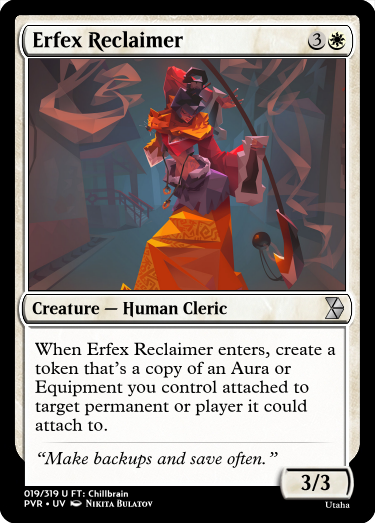 Erfex Reclaimer 3
Creature — Human Cleric
When Erfex Reclaimer enters, create a
token that's a copy of an Aura or
Equipment you control attached to
target permanent or player it could
attach to.
“Make backups and save often.”
3/3
019/319 U FT: Chillbrain
PVR • UV Nikita Bulatov
Utaha